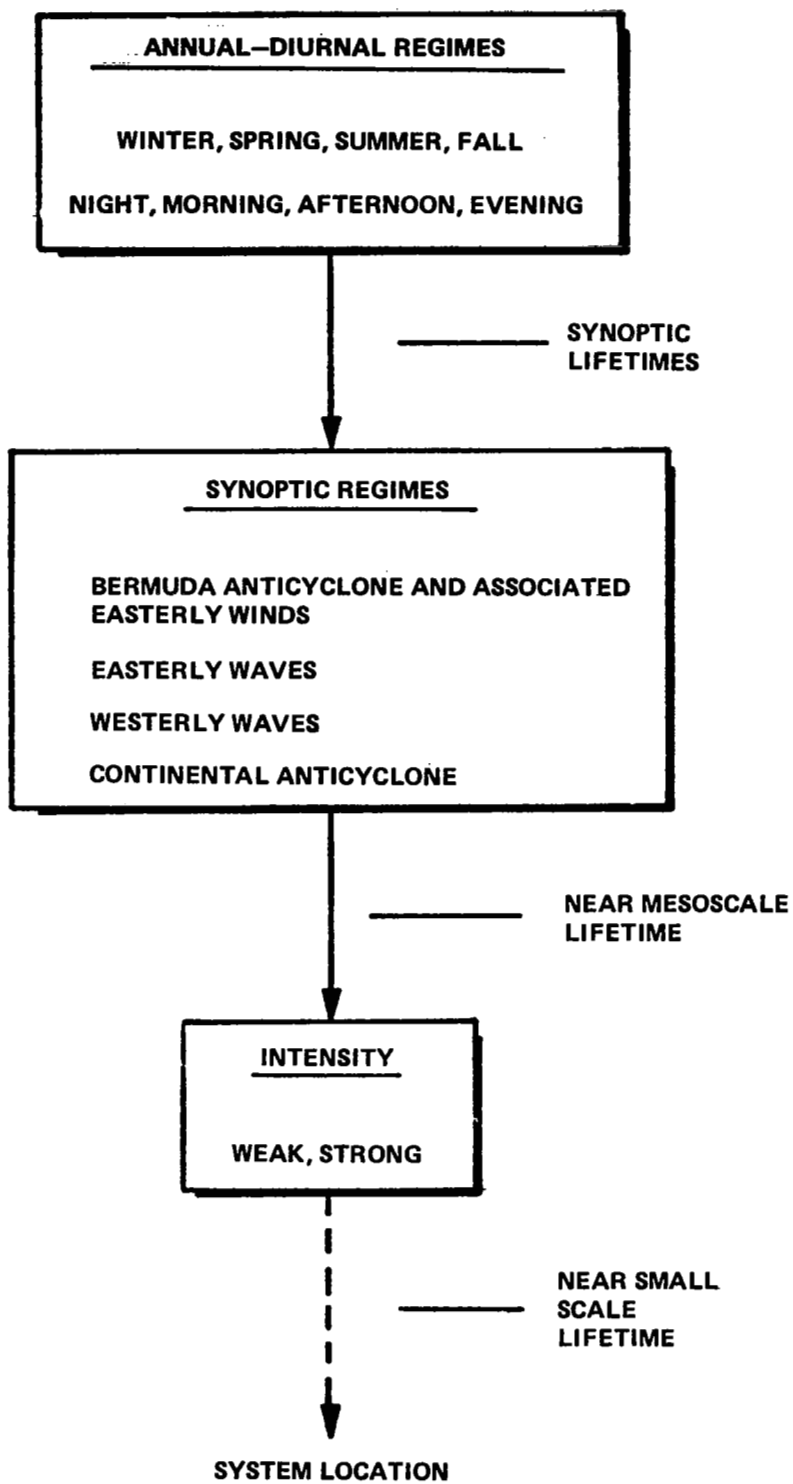 ANNUAL–DIURNAL REGIMES
WINTER, SPRING, SUMMER, FALL
NIGHT, MORNING, AFTERNOON, EVENING
SYNOPTIC
LIFETIMES
SYNOPTIC REGIMES
BERMUDA ANTICYCLONE AND ASSOCIATED
EASTERLY WINDS
EASTERLY WAVES
WESTERLY WAVES
CONTINENTAL ANTICYCLONE
NEAR MESOSCALE
LIFETIME
INTENSITY
WEAK, STRONG
NEAR SMALL
SCALE
LIFETIME
SYSTEM LOCATION